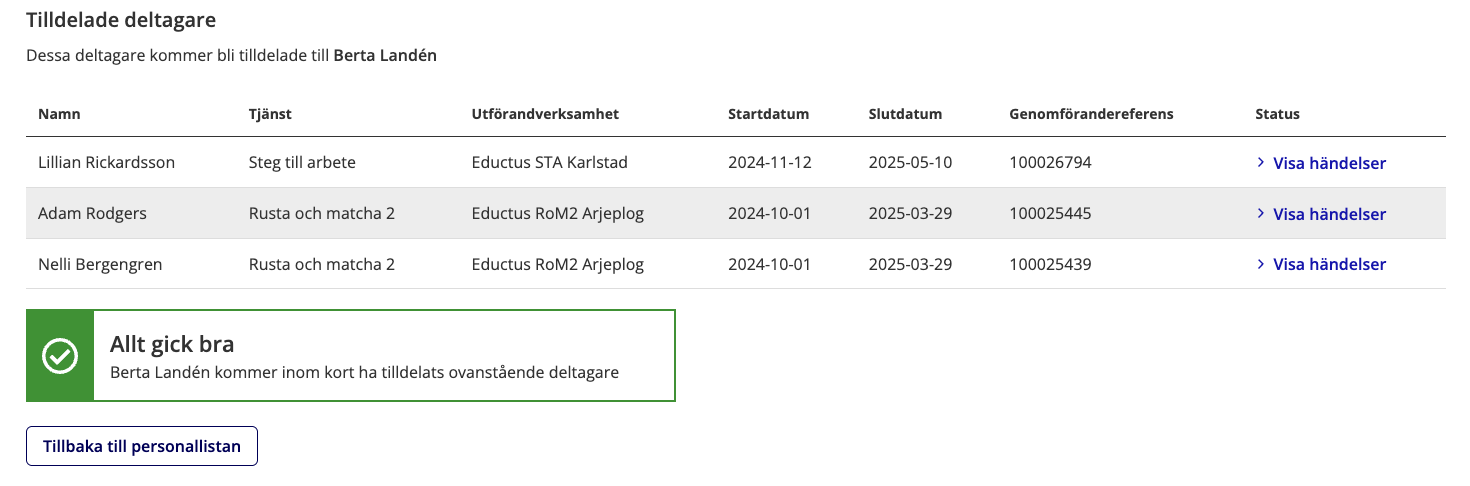 Tilldelade deltagare
Dessa deltagare kommer bli tilldelade till Berta Landén
Namn Tjänst Utförandverksamhet Startdatum Slutdatum Genomförandereferens Status
Lillian Rickardsson Steg till arbete Eductus STA Karlstad 2024-11-12 2025-05-10 100026794 Visa händelser
Adam Rodgers Rusta och matcha 2 Eductus RoM2 Arjeplog 2024-10-01 2025-03-29 100025445 Visa händelser
Nelli Bergengren Rusta och matcha 2 Eductus RoM2 Arjeplog 2024-10-01 2025-03-29 100025439 Visa händelser
Allt gick bra
Berta Landén kommer inom kort ha tilldelats ovanstående deltagare
Tillbaka till personallistan